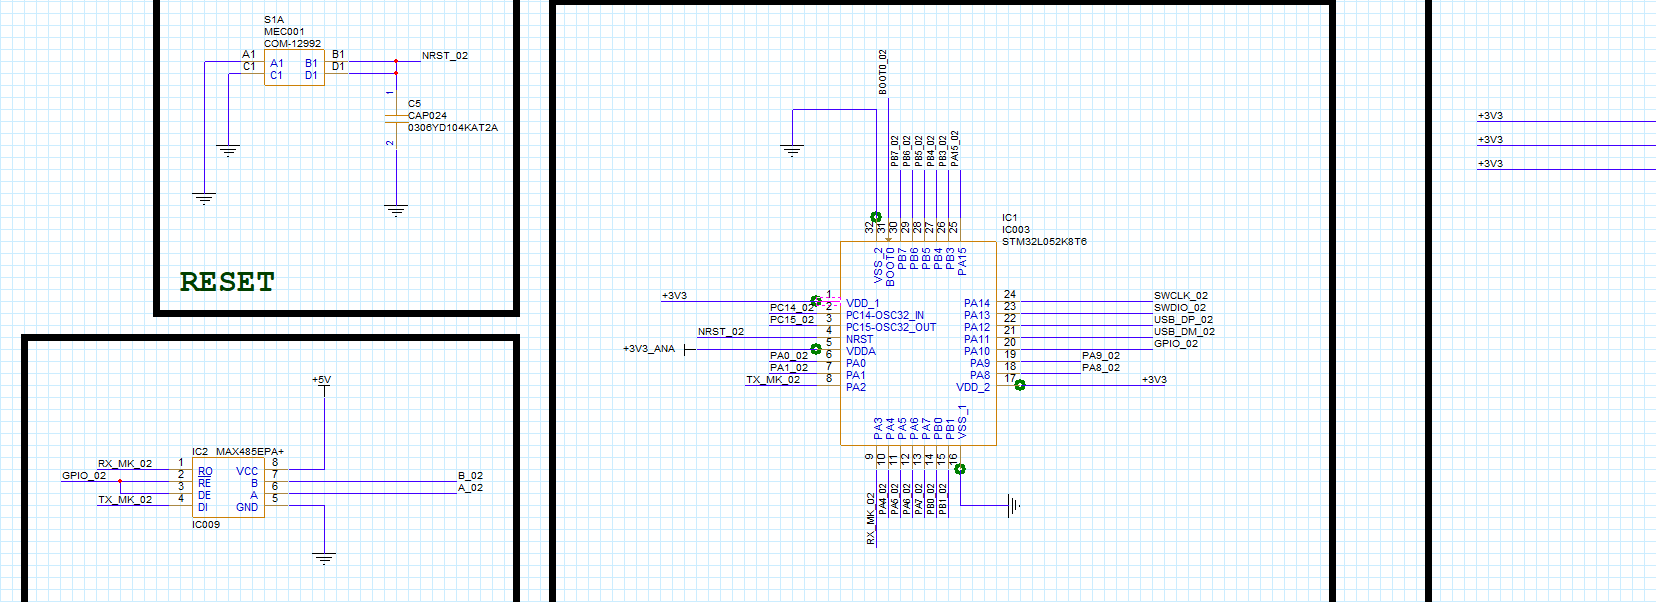 S1A
MEC001
COM-12992
A1
C1
A1
C1
B1
D1
B1
D1
NRST_02
1
C5
CAP024
0306YD104KAT2A
2
RESET
+5V
IC2 MAX485EPA+
RX_MK_02
GPIO_02
TX_MK_02
1
2
3
4
RO
RE
DE
DI
VCC
B
A
GND
8
7
6
5
B_02
A_02
IC009
BOOT0_02
PB7_02
PB6_02
PB5_02
PB4_02
PB3_02
PA15_02
32
31
30
29
28
27
26
25
IC1
IC003
STM32L052K8T6
VSS_2
BOOT0
PB7
PB6
PB5
PB4
PB3
PA15
+3V3
PC14_02
PC15_02
NRST_02
+3V3_ANA
PA0_02
PA1_02
TX_MK_02
1
2
3
4
5
6
7
8
VDD_1
PC14-OSC32_IN
PC15-OSC32_OUT
NRST
VDDA
PA0
PA1
PA2
PA14
PA13
PA12
PA11
PA10
PA9
PA8
VDD_2
24
23
22
21
20
19
18
17
SWCLK_02
SWDIO_02
USB_DP_02
USB_DM_02
GPIO_02
PA9_02
PA8_02
+3V3
PA3
PA4
PA5
PA6
PA7
PB0
PB1
VSS_1
9
10
11
12
13
14
15
16
RX_MK_02
PA4_02
PA5_02
PA6_02
PA7_02
PB0_02
PB1_02
+3V3
+3V3
+3V3